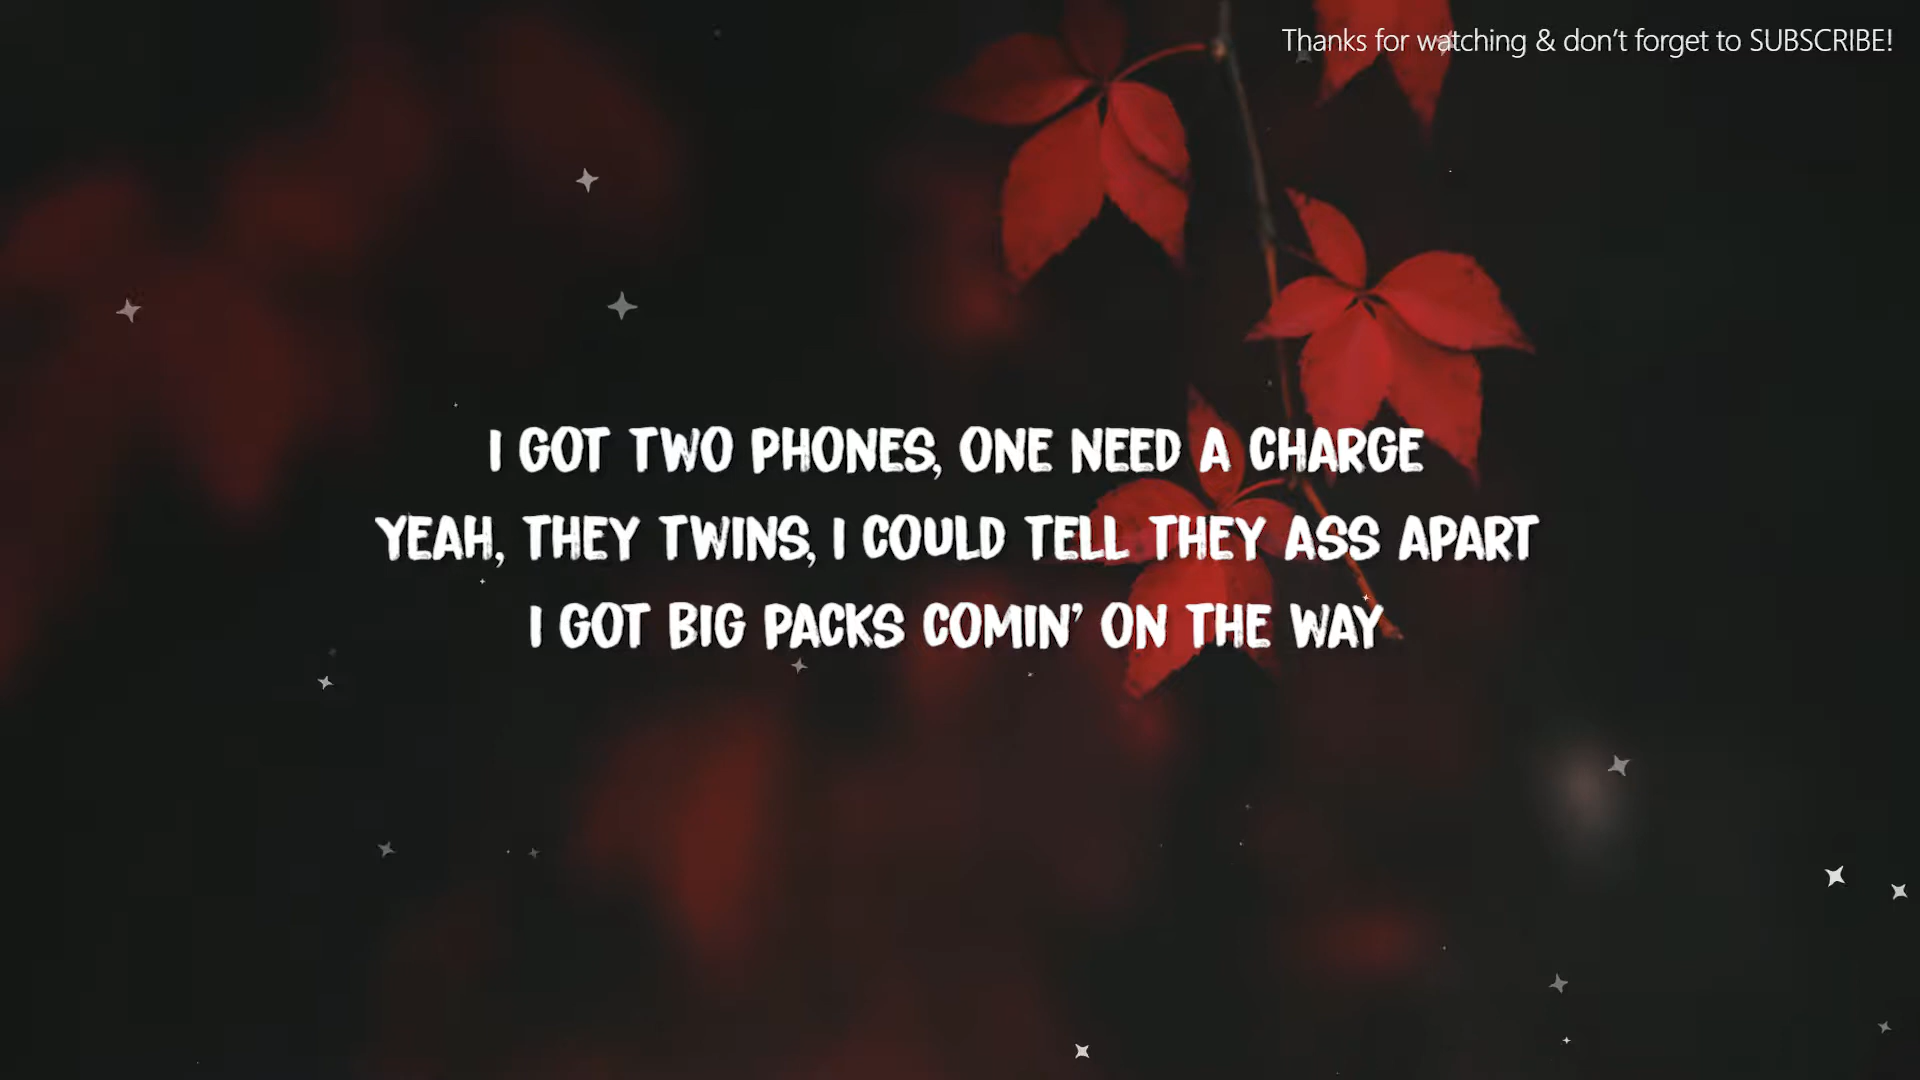 Thanks for watching & don't forget to SUBSCRIBE!
I GOT TWO PHONES, ONE NEED A CHARGE
YEAH, THEY TWINS, I COULD TELL THEY ASS APART
I GOT BIG PACKS COMIN' ON THE WAY